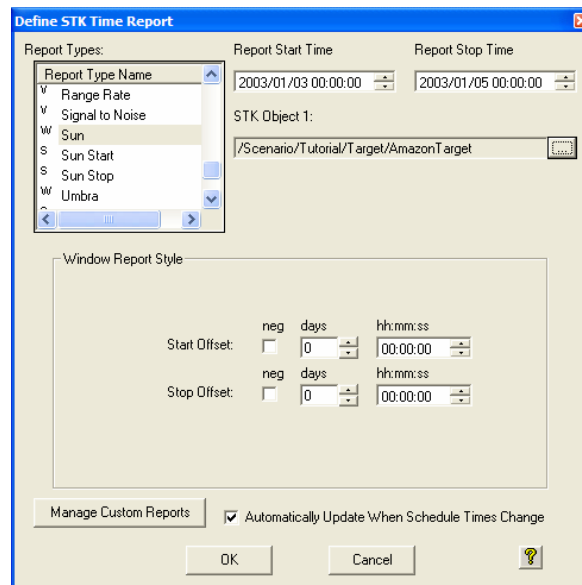 Define STK Time Report
Report Types:
Report Start Time
Report Stop Time
Report Type Name
V Range Rate
V Signal to Noise
W Sun
S Sun Start
S Sun Stop
W Umbra
2003/01/03 00:00:00
2003/01/05 00:00:00
STK Object 1:
/Scenario/Tutorial/Target/AmazonTarget
...
Window Report Style
neg days hh:mm:ss
Start Offset: 0 00:00:00
neg days hh:mm:ss
Stop Offset: 0 00:00:00
Manage Custom Reports
Automatically Update When Schedule Times Change
OK
Cancel
?